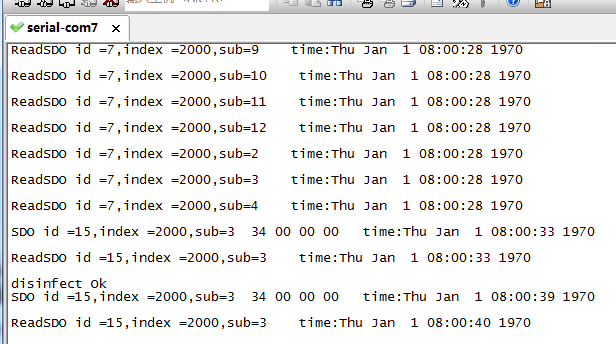 serial-com7
ReadSDO id =7,index =2000,sub=9    time:Thu Jan  1 08:00:28 1970
ReadSDO id =7,index =2000,sub=10    time:Thu Jan  1 08:00:28 1970
ReadSDO id =7,index =2000,sub=11    time:Thu Jan  1 08:00:28 1970
ReadSDO id =7,index =2000,sub=12    time:Thu Jan  1 08:00:28 1970
ReadSDO id =7,index =2000,sub=2    time:Thu Jan  1 08:00:28 1970
ReadSDO id =7,index =2000,sub=3    time:Thu Jan  1 08:00:28 1970
ReadSDO id =7,index =2000,sub=4    time:Thu Jan  1 08:00:28 1970
SDO id =15,index =2000,sub=3  34 00 00 00   time:Thu Jan  1 08:00:33 1970
ReadSDO id =15,index =2000,sub=3    time:Thu Jan  1 08:00:33 1970
disinfect Ok
SDO id =15,index =2000,sub=3  34 00 00 00   time:Thu Jan  1 08:00:39 1970
ReadSDO id =15,index =2000,sub=3    time:Thu Jan  1 08:00:40 1970